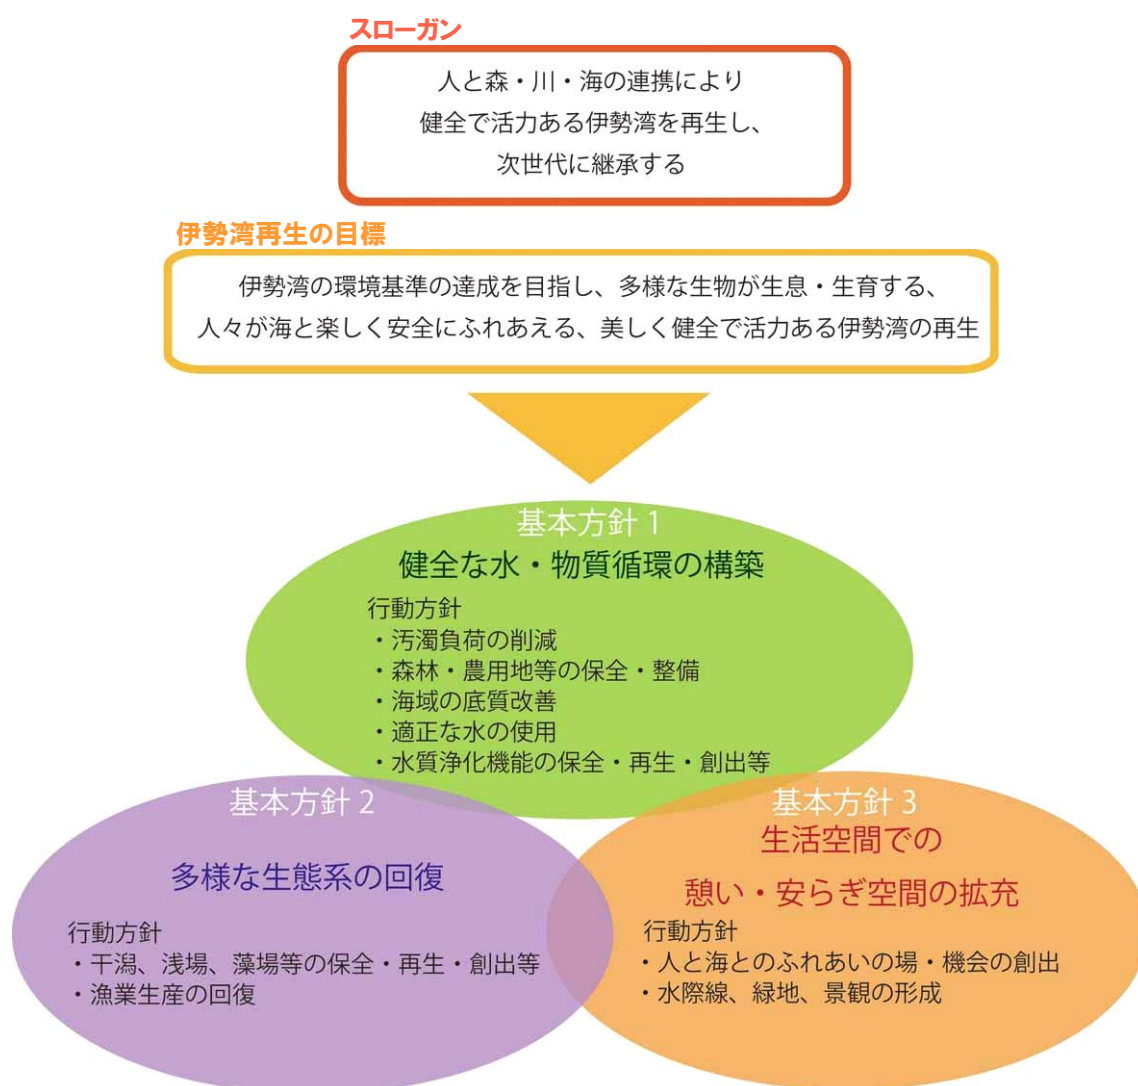 スローガン
人と森・川・海の連携により
健全で活力ある伊勢湾を再生し、
次世代に継承する
伊勢湾再生の目標
伊勢湾の環境基準の達成を目指し、多様な生物が生息・生育する、
人々が海と楽しく安全にふれあえる、美しく健全で活力ある伊勢湾の再生
基本方針 1
健全な水・物質循環の構築
行動方針
・汚濁負荷の削減
・森林・農用地等の保全・整備
・海域の底質改善
・適正な水の使用
・水質浄化機能の保全・再生・創出等
基本方針 2
多様な生態系の回復
行動方針
・干潟、浅場、藻場等の保全・再生・創出等
・漁業生産の回復
基本方針 3
生活空間での
憩い・安らぎ空間の拡充
行動方針
・人と海とのふれあいの場・機会の創出
・水際線、緑地、景観の形成